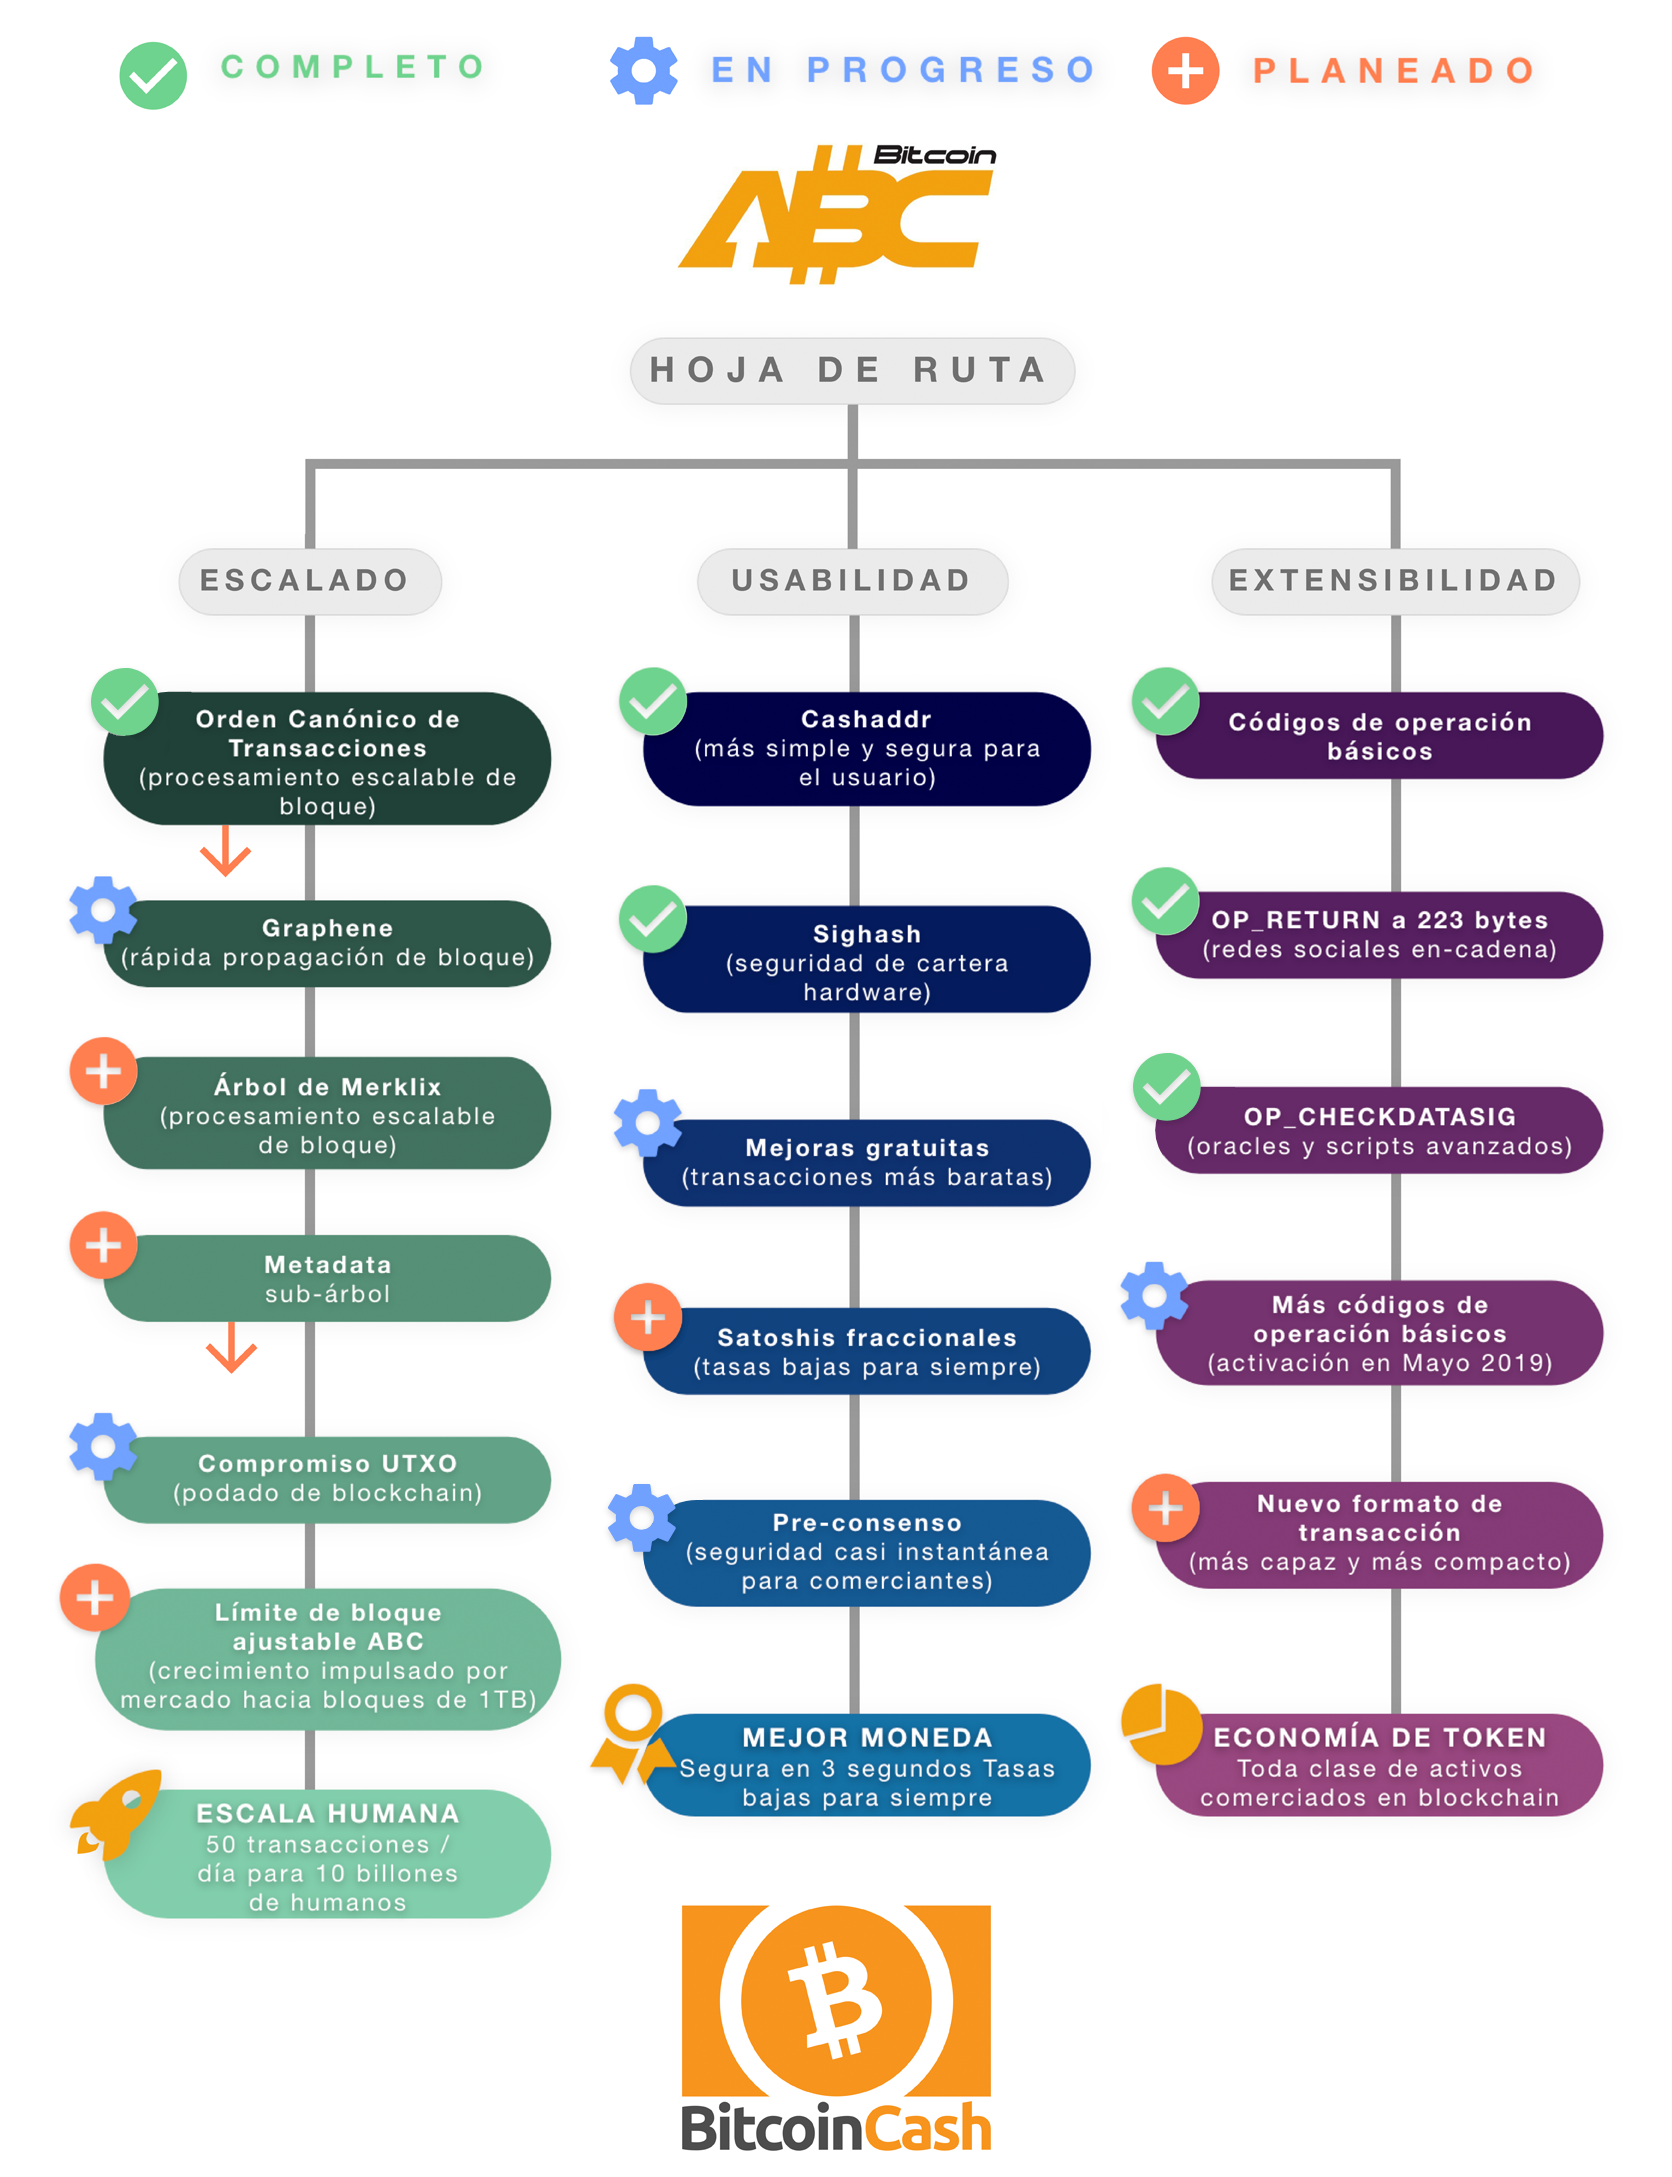 COMPLETO
EN PROGRESO
PLANEADO
Bitcoin
ABC
HOJA DE RUTA
ESCALADO
Orden Canónico de
Transacciones
(procesamiento escalable de
bloque)
Graphene
(rápida propagación de bloque)
Árbol de Merklix
(procesamiento escalable
de bloque)
Metadata
sub-árbol
Compromiso UTXO
(podado de blockchain)
Límite de bloque
ajustable ABC
(crecimiento impulsado por
mercado hacia bloques de 1TB)
ESCALA HUMANA
50 transacciones /
día para 10 billones
de humanos
USABILIDAD
Cashaddr
(más simple y segura para
el usuario)
Sighash
(seguridad de cartera
hardware)
Mejoras gratuitas
(transacciones más baratas)
Satoshis fraccionales
(tasas bajas para siempre)
Pre-consenso
(seguridad casi instantánea
para comerciantes)
MEJOR MONEDA
Segura en 3 segundos Tasas
bajas para siempre
EXTENSIBILIDAD
Códigos de operación
básicos
OP_RETURN a 223 bytes
(redes sociales en-cadena)
OP_CHECKDATASIG
(oracles y scripts avanzados)
Más códigos de
operación básicos
(activación en Mayo 2019)
Nuevo formato de
transacción
(más capaz y más compacto)
ECONOMÍA DE TOKEN
Toda clase de activos
comerciados en blockchain
BitcoinCash